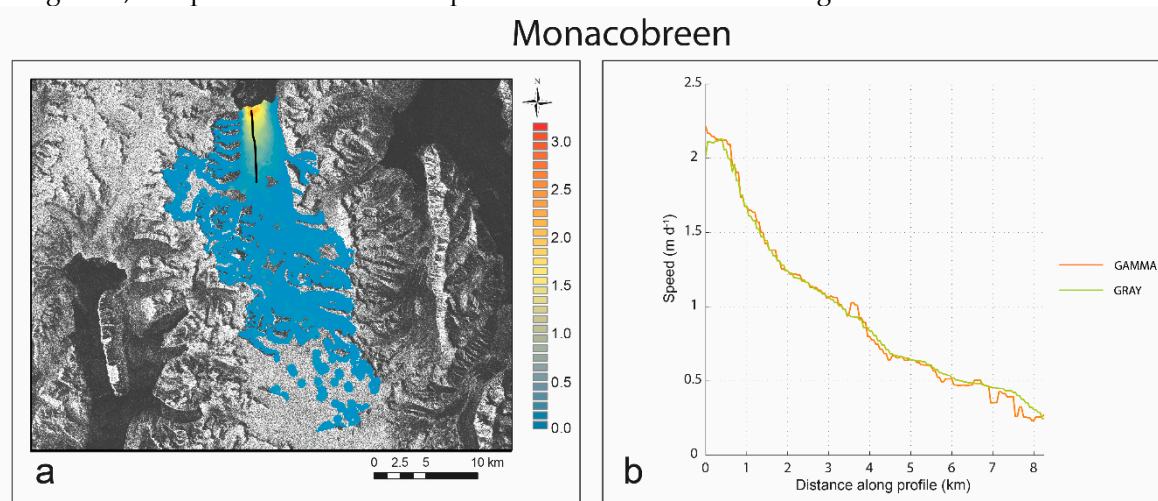 Monacobreen
N
3.0
2.5
2.0
1.5
1.0
0.5
0.0
a
0 2.5 5 10 km
2.5
2
1.5
1
0.5
0
Speed (m d⁻¹)
GAMMA
GRAY
0 1 2 3 4 5 6 7 8
Distance along profile (km)
b